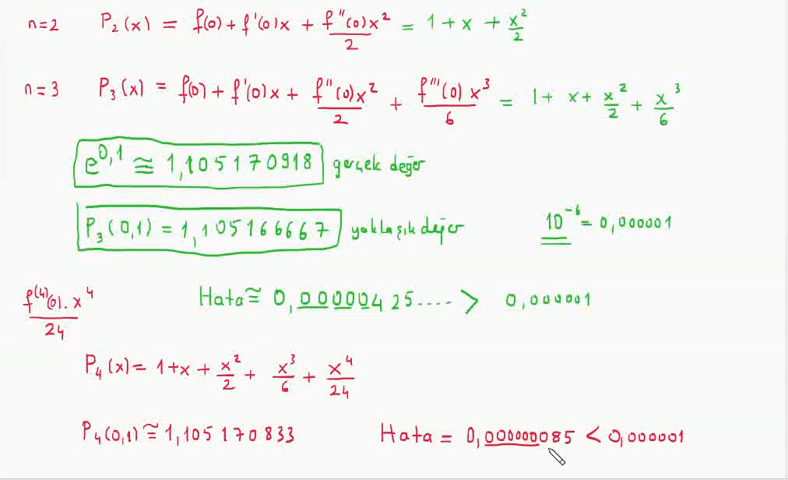 n=2 P₂(x) = f(0)+f'(0)x + f''(0)x²/2 = 1+x+x²/2
n=3 P₃(x) = f(0)+f'(0)x+ f''(0)x²/2 + f'''(0)x³/6 = 1+ x+ x²/2 + x³/6
e^0,1 ≅ 1,105170918 gerçek değer
P₃(0,1) = 1,105166667 yaklaşık değer 10⁻⁶ = 0,000001
f⁽⁴⁾(0).x⁴/24 Hata ≅ 0,00000425.... > 0,000001
P₄(x)= 1+x+ x²/2 + x³/6 + x⁴/24
P₄(0,1) ≅ 1,105170833 Hata = 0,000000085 < 0,000001